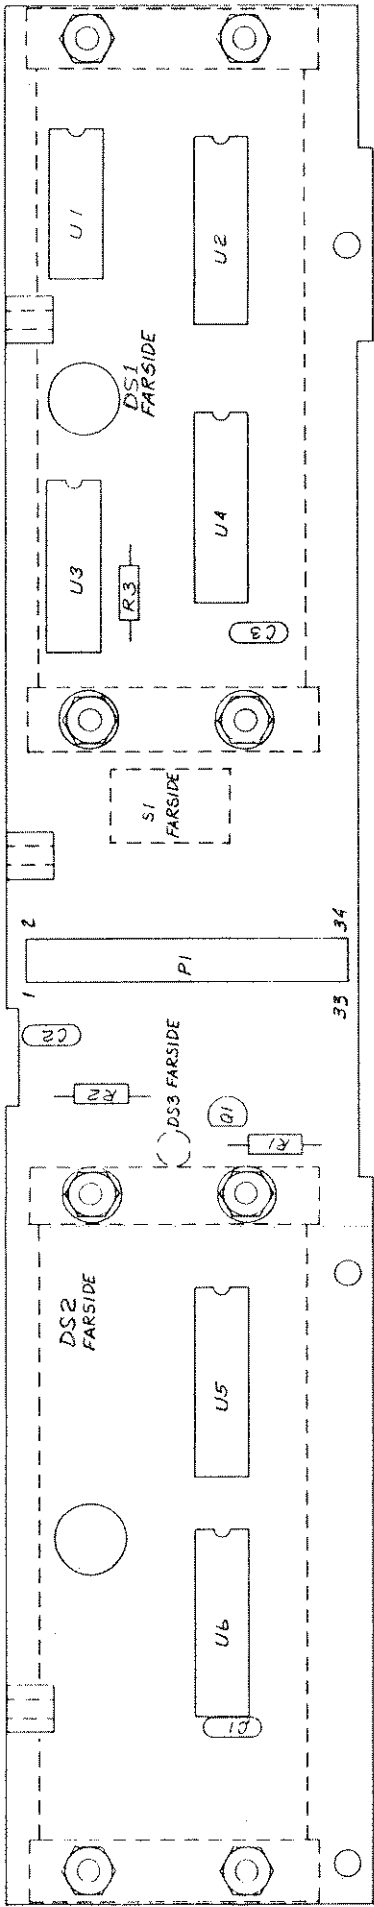 U1
U2
DS1
FARSIDE
U3
R3
U4
C3
S1
FARSIDE
2
34
P1
1
33
C2
R2
DS3 FARSIDE
Q1
R1
DS2
FARSIDE
U5
U6
C1